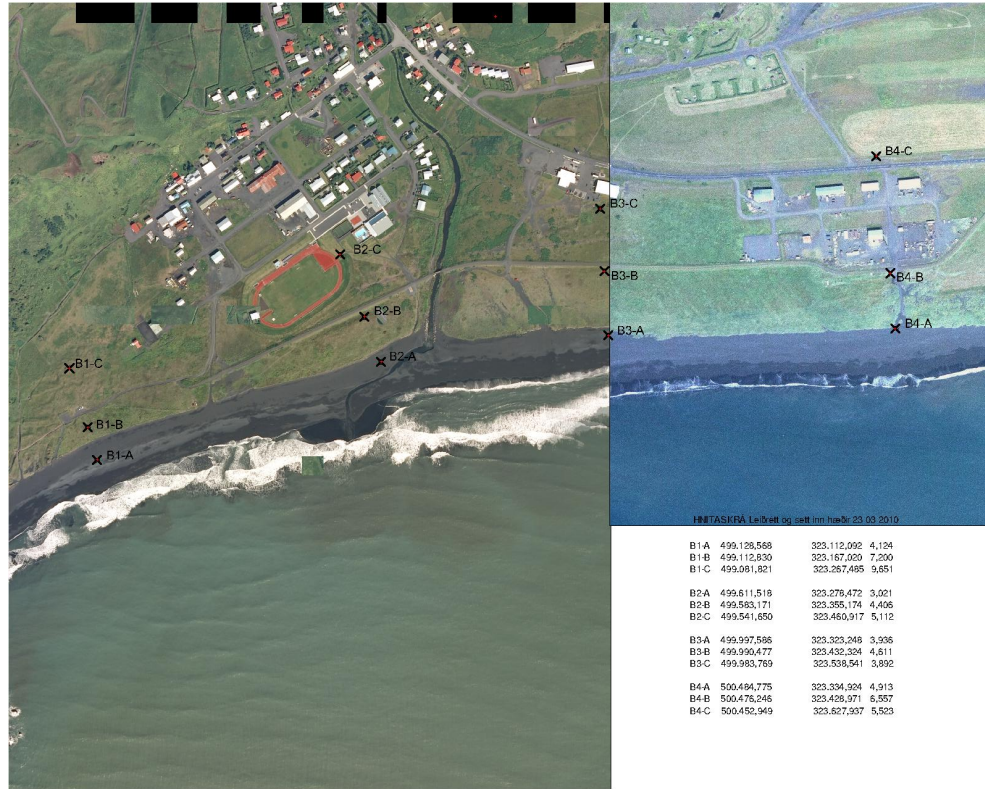 B4-C
B3-C
B2-C
B3-B
B4-B
B2-B
B4-A
B3-A
B2-A
B1-C
B1-B
B1-A
HNITASKRÁ Leiðrett og sett inn hæðir 23 03 2010
B1-A 499.128,568 323.112,092 4,124
B1-B 499.112,830 323.167,020 7,200
B1-C 499.081,821 323.267,485 9,651
B2-A 499.611,518 323.278,472 3,021
B2-B 499.583,171 323.355,174 4,406
B2-C 499.541,650 323.460,917 5,112
B3-A 499.997,586 323.323,248 3,936
B3-B 499.990,477 323.432,324 4,611
B3-C 499.983,769 323.538,541 3,892
B4-A 500.484,775 323.334,924 4,913
B4-B 500.476,246 323.428,971 6,557
B4-C 500.452,949 323.627,937 5,523